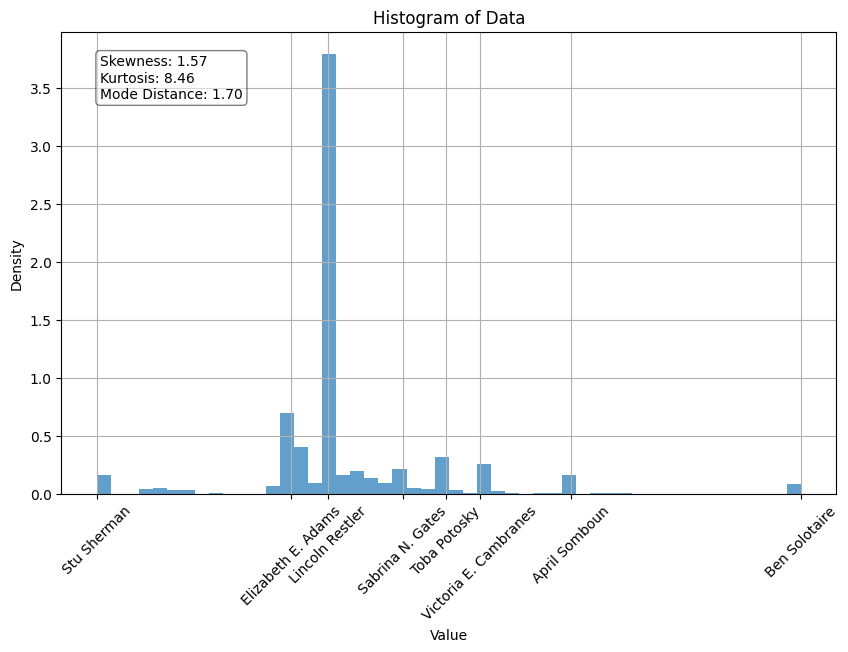 Histogram of Data
Skewness: 1.57
Kurtosis: 8.46
Mode Distance: 1.70
Density
3.5
3.0
2.5
2.0
1.5
1.0
0.5
0.0
Stu Sherman
Elizabeth E. Adams
Lincoln Restler
Sabrina N. Gates
Toba Potosky
Victoria E. Cambranes
April Somboun
Ben Solotaire
Value